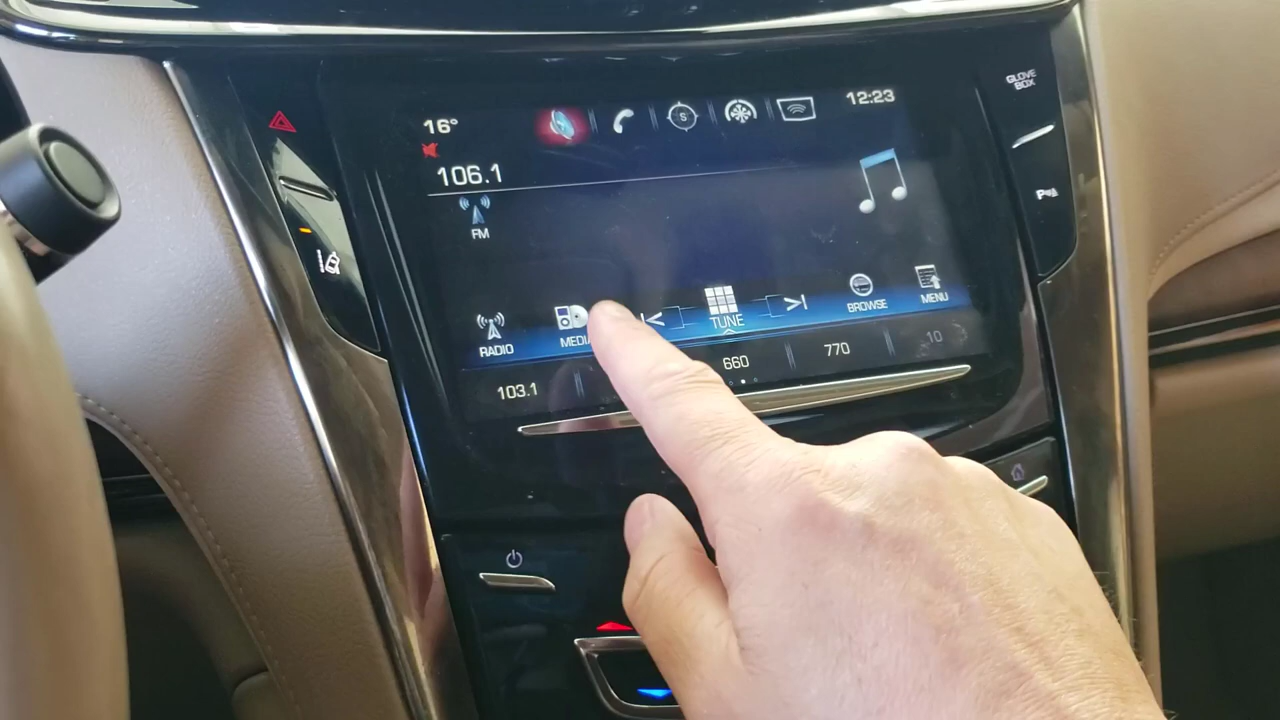 GLOVE
BOX
16°
S
12:23
106.1
FM
RADIO
MEDIA
TUNE
BROWSE
MENU
103.1
660
770
10